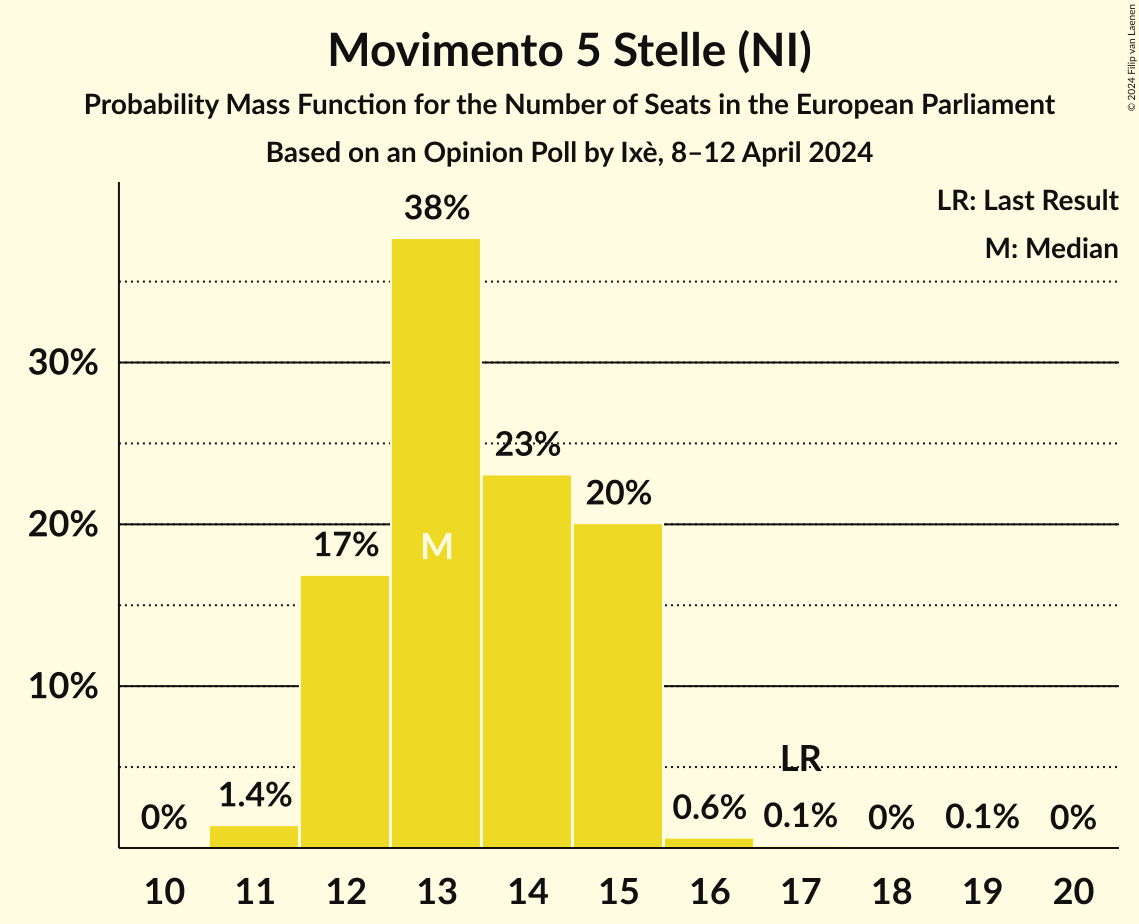 Movimento 5 Stelle (NI)
Probability Mass Function for the Number of Seats in the European Parliament
Based on an Opinion Poll by Ixè, 8–12 April 2024
© 2024 Filip van Laenen
LR: Last Result
M: Median
38%
30%
23%
20%
20%
17%
M
10%
LR
1.4%
0%
0.6%
0.1%
0%
0.1%
0%
10 11 12 13 14 15 16 17 18 19 20